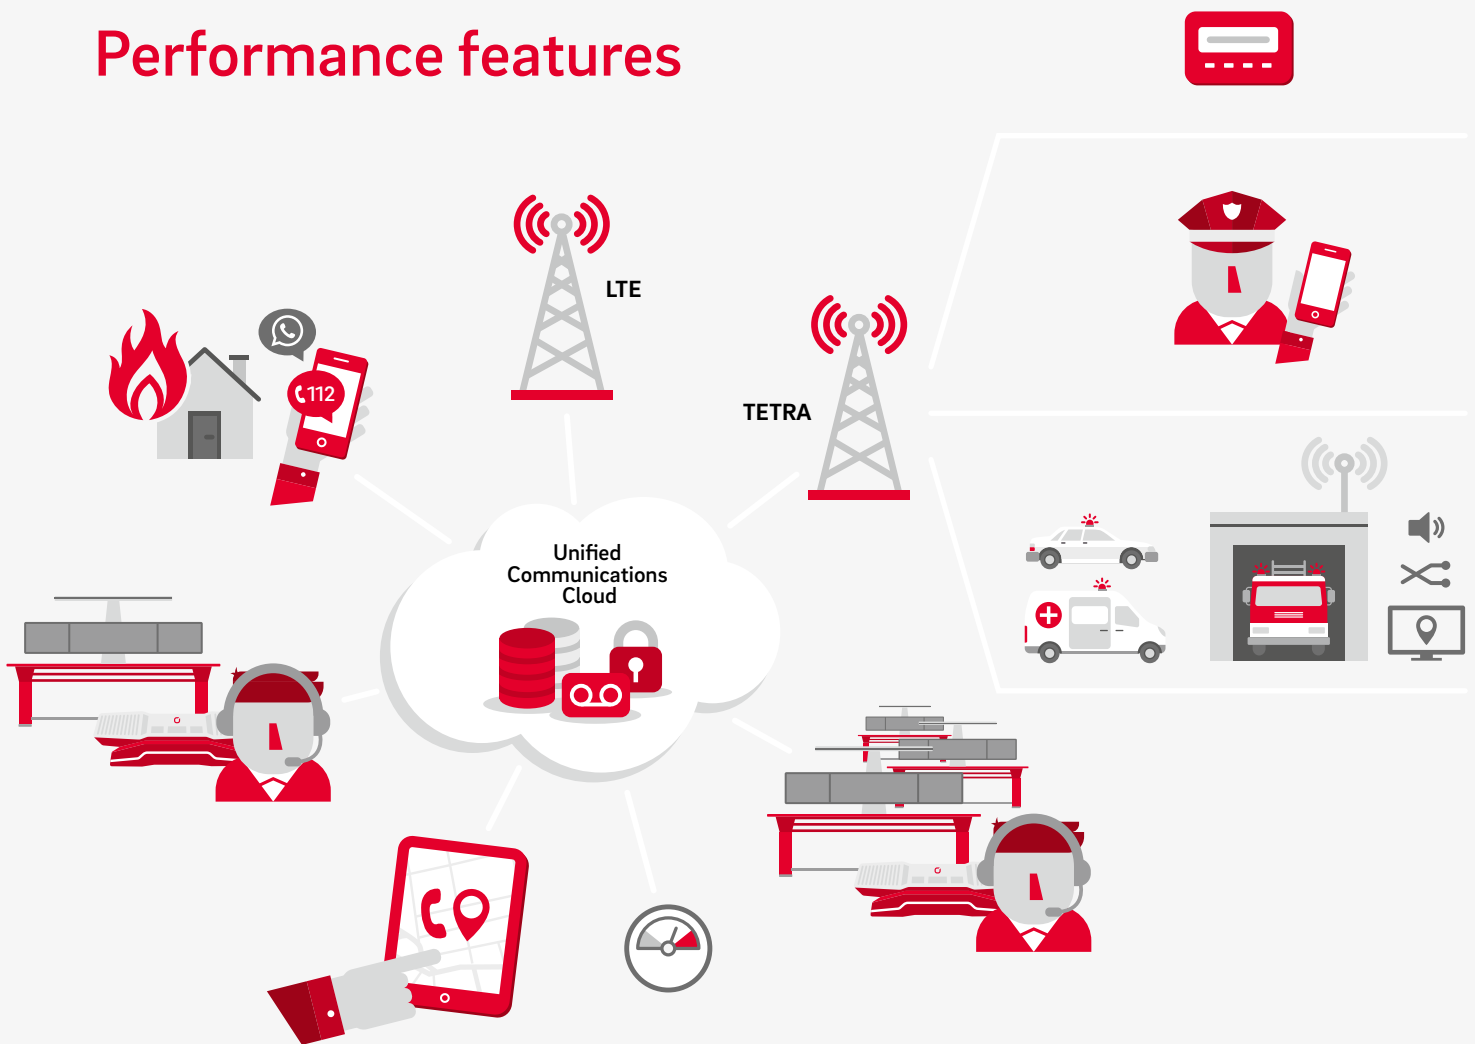 Performance features
LTE
TETRA
112
Unified
Communications
Cloud